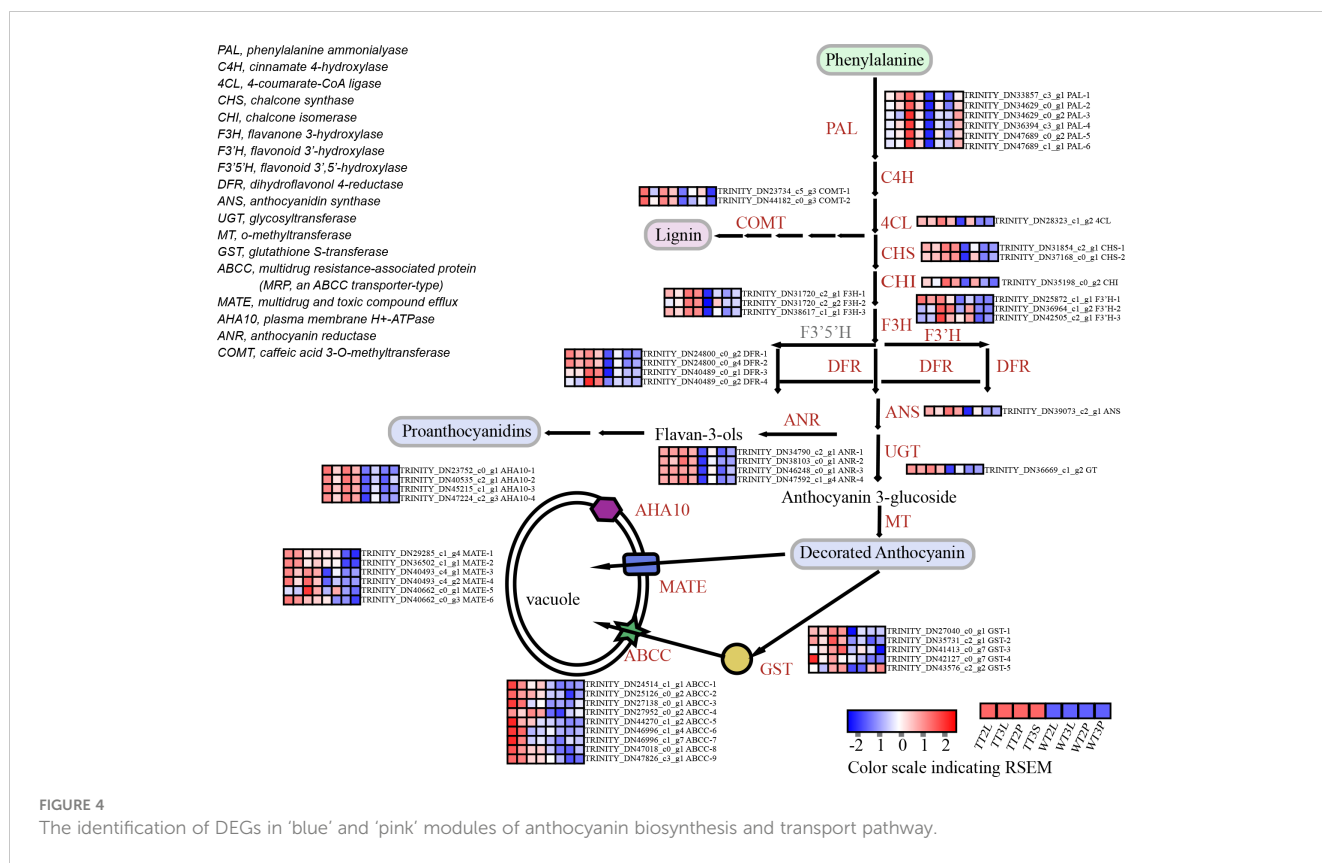 PAL, phenylalanine ammonialyase
C4H, cinnamate 4-hydroxylase
4CL, 4-coumarate-CoA ligase
CHS, chalcone synthase
CHI, chalcone isomerase
F3H, flavanone 3-hydroxylase
F3'H, flavonoid 3'-hydroxylase
F3'5'H, flavonoid 3',5'-hydroxylase
DFR, dihydroflavonol 4-reductase
ANS, anthocyanidin synthase
UGT, glycosyltransferase
MT, o-methyltransferase
GST, glutathione S-transferase
ABCC, multidrug resistance-associated protein
(MRP, an ABCC transporter-type)
MATE, multidrug and toxic compound efflux
AHA10, plasma membrane H+-ATPase
ANR, anthocyanin reductase
COMT, caffeic acid 3-O-methyltransferase
Phenylalanine
PAL
TRINITY_DN33857_c3_g1 PAL-1
TRINITY_DN34629_c0_g1 PAL-2
TRINITY_DN34629_c0_g2 PAL-3
TRINITY_DN36394_c3_g1 PAL-4
TRINITY_DN47689_c0_g2 PAL-5
TRINITY_DN47689_c1_g1 PAL-6
C4H
TRINITY_DN23734_c5_g3 COMT-1
TRINITY_DN44182_c0_g3 COMT-2
COMT
Lignin
4CL
TRINITY_DN28323_c1_g2 4CL
CHS
TRINITY_DN31854_c2_g1 CHS-1
TRINITY_DN37168_c0_g1 CHS-2
CHI
TRINITY_DN35198_c0_g2 CHI
TRINITY_DN31720_c2_g1 F3H-1
TRINITY_DN31720_c2_g2 F3H-2
TRINITY_DN38617_c1_g1 F3H-3
F3H
TRINITY_DN25872_c1_g1 F3'H-1
TRINITY_DN36964_c1_g2 F3'H-2
TRINITY_DN42505_c2_g1 F3'H-3
F3'5'H
F3'H
TRINITY_DN24800_c0_g2 DFR-1
TRINITY_DN24800_c0_g4 DFR-2
TRINITY_DN40489_c0_g1 DFR-3
TRINITY_DN40489_c0_g2 DFR-4
DFR
DFR
DFR
ANS
TRINITY_DN39073_c2_g1 ANS
ANR
Proanthocyanidins
Flavan-3-ols
TRINITY_DN34790_c2_g1 ANR-1
TRINITY_DN38103_c0_g1 ANR-2
TRINITY_DN46248_c0_g1 ANR-3
TRINITY_DN47592_c1_g4 ANR-4
UGT
TRINITY_DN36669_c1_g2 GT
TRINITY_DN23752_c0_g1 AHA10-1
TRINITY_DN40535_c2_g1 AHA10-2
TRINITY_DN45215_c1_g1 AHA10-3
TRINITY_DN47224_c2_g3 AHA10-4
Anthocyanin 3-glucoside
AHA10
MT
Decorated Anthocyanin
TRINITY_DN29285_c1_g4 MATE-1
TRINITY_DN36502_c1_g1 MATE-2
TRINITY_DN40493_c4_g1 MATE-3
TRINITY_DN40493_c4_g2 MATE-4
TRINITY_DN40662_c0_g1 MATE-5
TRINITY_DN40662_c0_g3 MATE-6
vacuole
MATE
ABCC
GST
TRINITY_DN27040_c0_g1 GST-1
TRINITY_DN35731_c2_g1 GST-2
TRINITY_DN41413_c0_g7 GST-3
TRINITY_DN42127_c0_g7 GST-4
TRINITY_DN43576_c2_g2 GST-5
TRINITY_DN24514_c1_g1 ABCC-1
TRINITY_DN25126_c0_g2 ABCC-2
TRINITY_DN27138_c0_g1 ABCC-3
TRINITY_DN27952_c0_g2 ABCC-4
TRINITY_DN44270_c1_g2 ABCC-5
TRINITY_DN46996_c1_g4 ABCC-6
TRINITY_DN46996_c1_g7 ABCC-7
TRINITY_DN47018_c0_g1 ABCC-8
TRINITY_DN47826_c3_g1 ABCC-9
-2 1 0 1 2
Color scale indicating RSEM
TT2L TT3L TT2P TT3S WT2L WT3L WT2P WT3P
FIGURE 4
The identification of DEGs in 'blue' and 'pink' modules of anthocyanin biosynthesis and transport pathway.